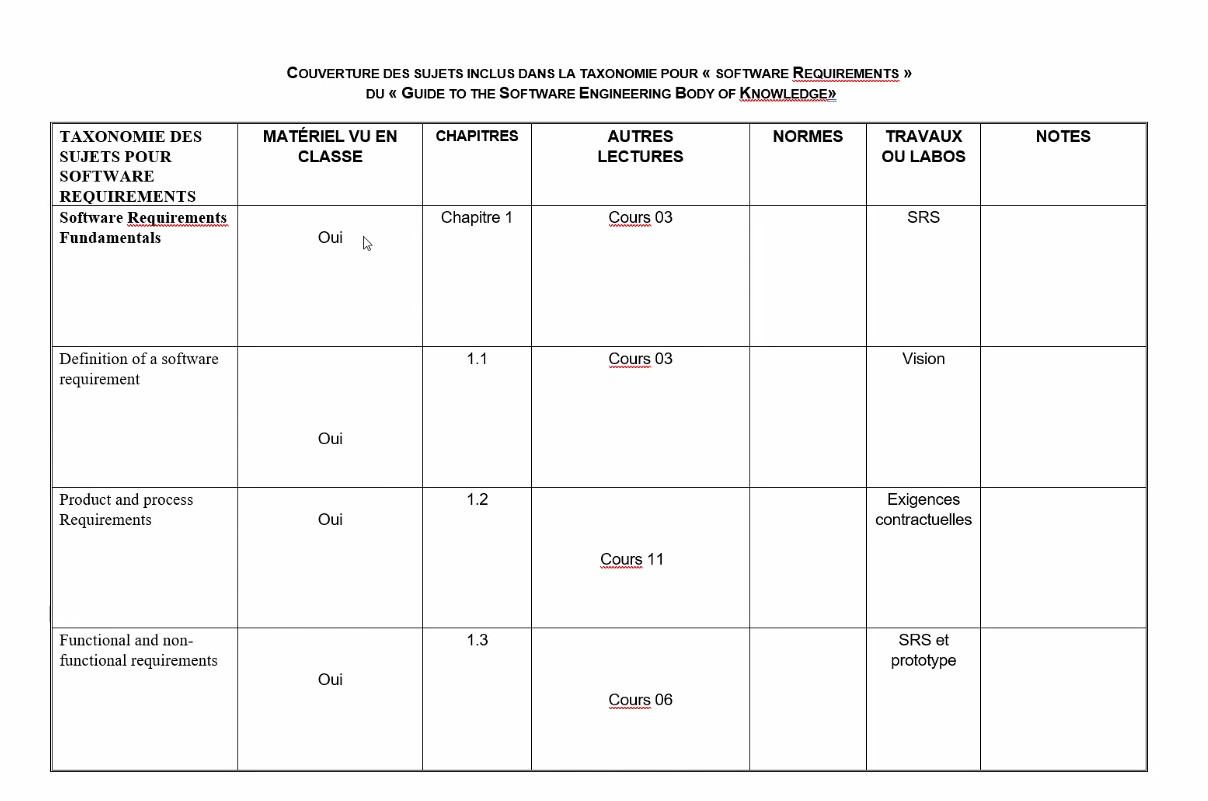 COUVERTURE DES SUJETS INCLUS DANS LA TAXONOMIE POUR « SOFTWARE REQUIREMENTS »
DU « GUIDE TO THE SOFTWARE ENGINEERING BODY OF KNOWLEDGE»
TAXONOMIE DES
SUJETS POUR
SOFTWARE
REQUIREMENTS
MATÉRIEL VU EN
CLASSE
CHAPITRES
AUTRES
LECTURES
NORMES
TRAVAUX
OU LABOS
NOTES
Software Requirements
Fundamentals
Oui
Chapitre 1
Cours 03
SRS
Definition of a software
requirement
Oui
1.1
Cours 03
Vision
Product and process
Requirements
Oui
1.2
Cours 11
Exigences
contractuelles
Functional and non-
functional requirements
Oui
1.3
Cours 06
SRS et
prototype